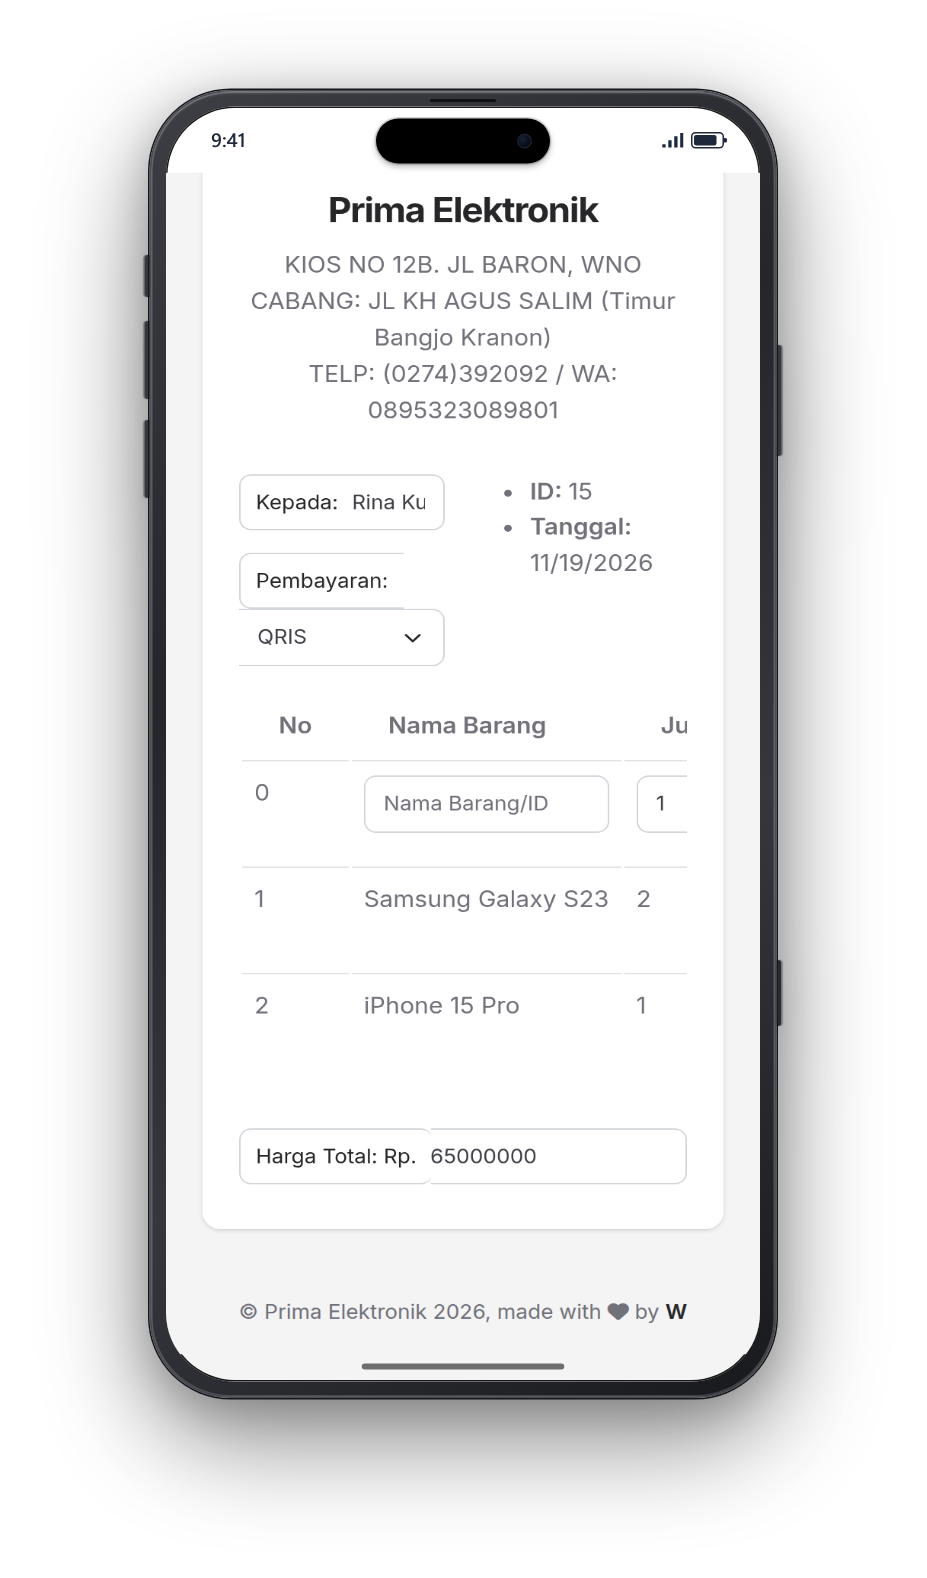 9:41
Prima Elektronik
KIOS NO 12B. JL BARON, WNO
CABANG: JL KH AGUS SALIM (Timur
Bangjo Kranon)
TELP: (0274)392092 / WA:
0895323089801
Kepada: Rina Ku
• ID: 15
• Tanggal:
11/19/2026
Pembayaran:
QRIS
No Nama Barang Ju
0 Nama Barang/ID 1
1 Samsung Galaxy S23 2
2 iPhone 15 Pro 1
Harga Total: Rp. 65000000
© Prima Elektronik 2026, made with ♥ by W